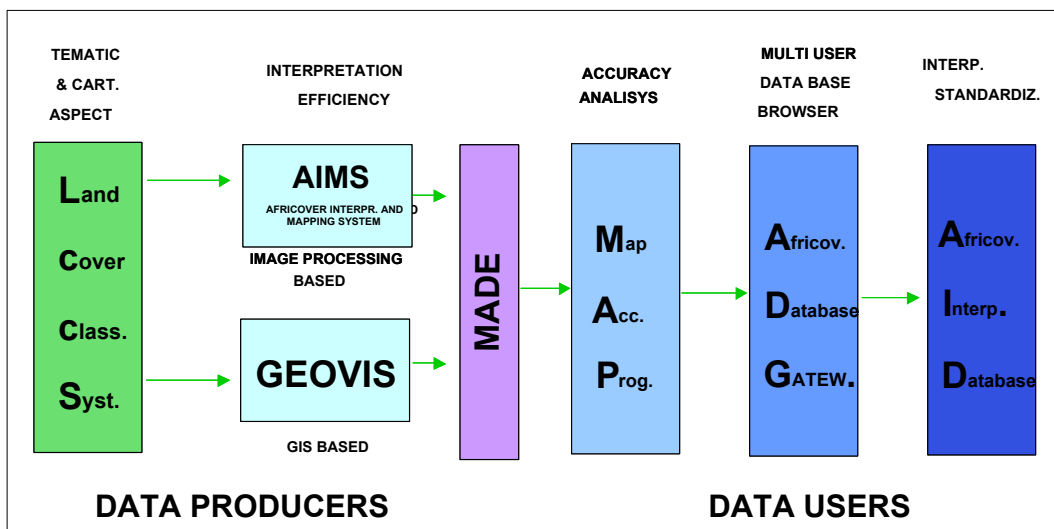 TEMATIC
& CART.
ASPECT
Land
cover
class.
Syst.
INTERPRETATION
EFFICIENCY
AIMS
AFRICOVER INTERPR. AND
MAPPING SYSTEM
IMAGE PROCESSING
BASED
GEOVIS
GIS BASED
MADE
ACCURACY
ANALISYS
Map
Acc.
Prog.
MULTI USER
DATA BASE
BROWSER
Africov.
Database
GATEW.
INTERP.
STANDARDIZ.
Africov.
Interp.
Database
DATA PRODUCERS
DATA USERS